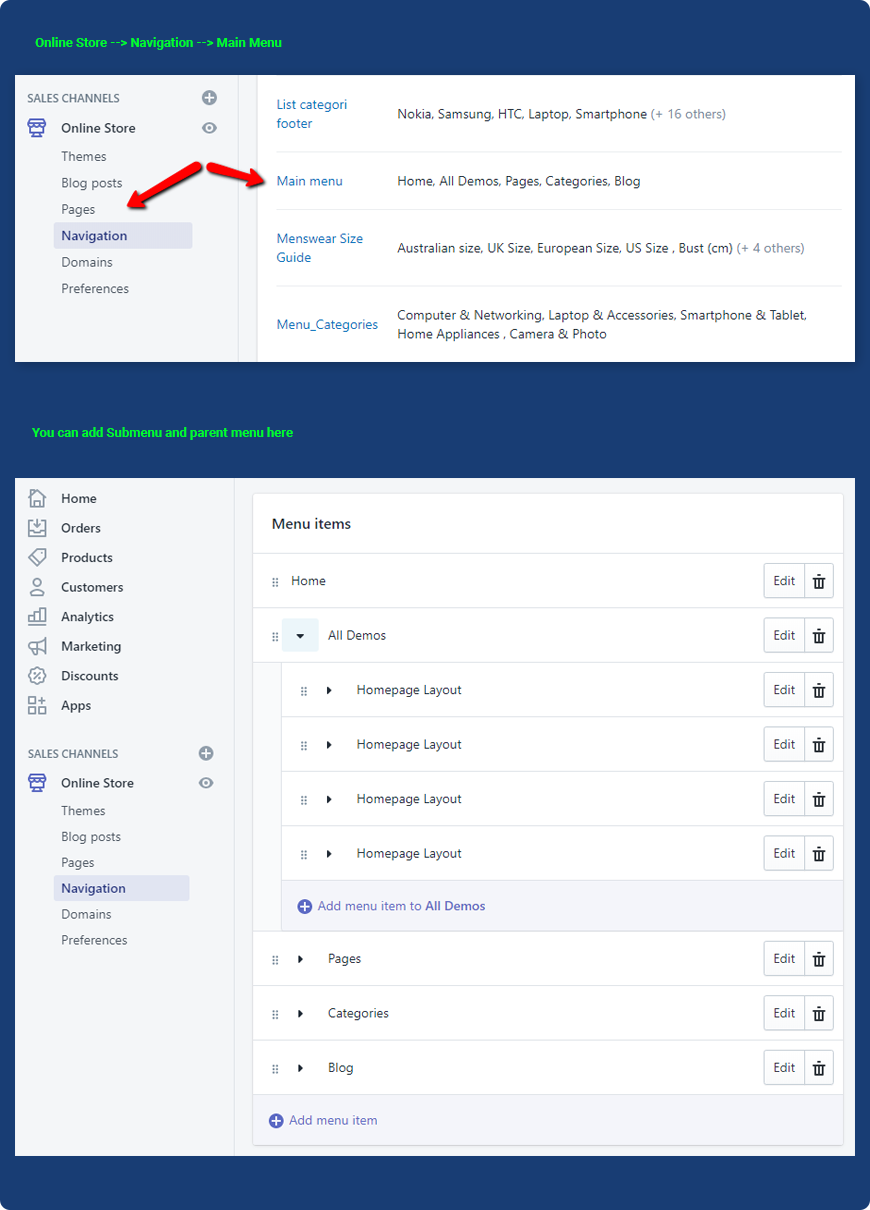 Online Store --> Navigation --> Main Menu
SALES CHANNELS
Online Store
Themes
Blog posts
Pages
Navigation
Domains
Preferences
List categori
footer
Nokia, Samsung, HTC, Laptop, Smartphone (+ 16 others)
Main menu
Home, All Demos, Pages, Categories, Blog
Menswear Size
Guide
Australian size, UK Size, European Size, US Size , Bust (cm) (+ 4 others)
Menu_Categories
Computer & Networking, Laptop & Accessories, Smartphone & Tablet,
Home Appliances , Camera & Photo
You can add Submenu and parent menu here
Home
Orders
Products
Customers
Analytics
Marketing
Discounts
Apps
SALES CHANNELS
Online Store
Themes
Blog posts
Pages
Navigation
Domains
Preferences
Menu items
Home Edit
All Demos Edit
Homepage Layout Edit
Homepage Layout Edit
Homepage Layout Edit
Homepage Layout Edit
Add menu item to All Demos
Pages Edit
Categories Edit
Blog Edit
Add menu item